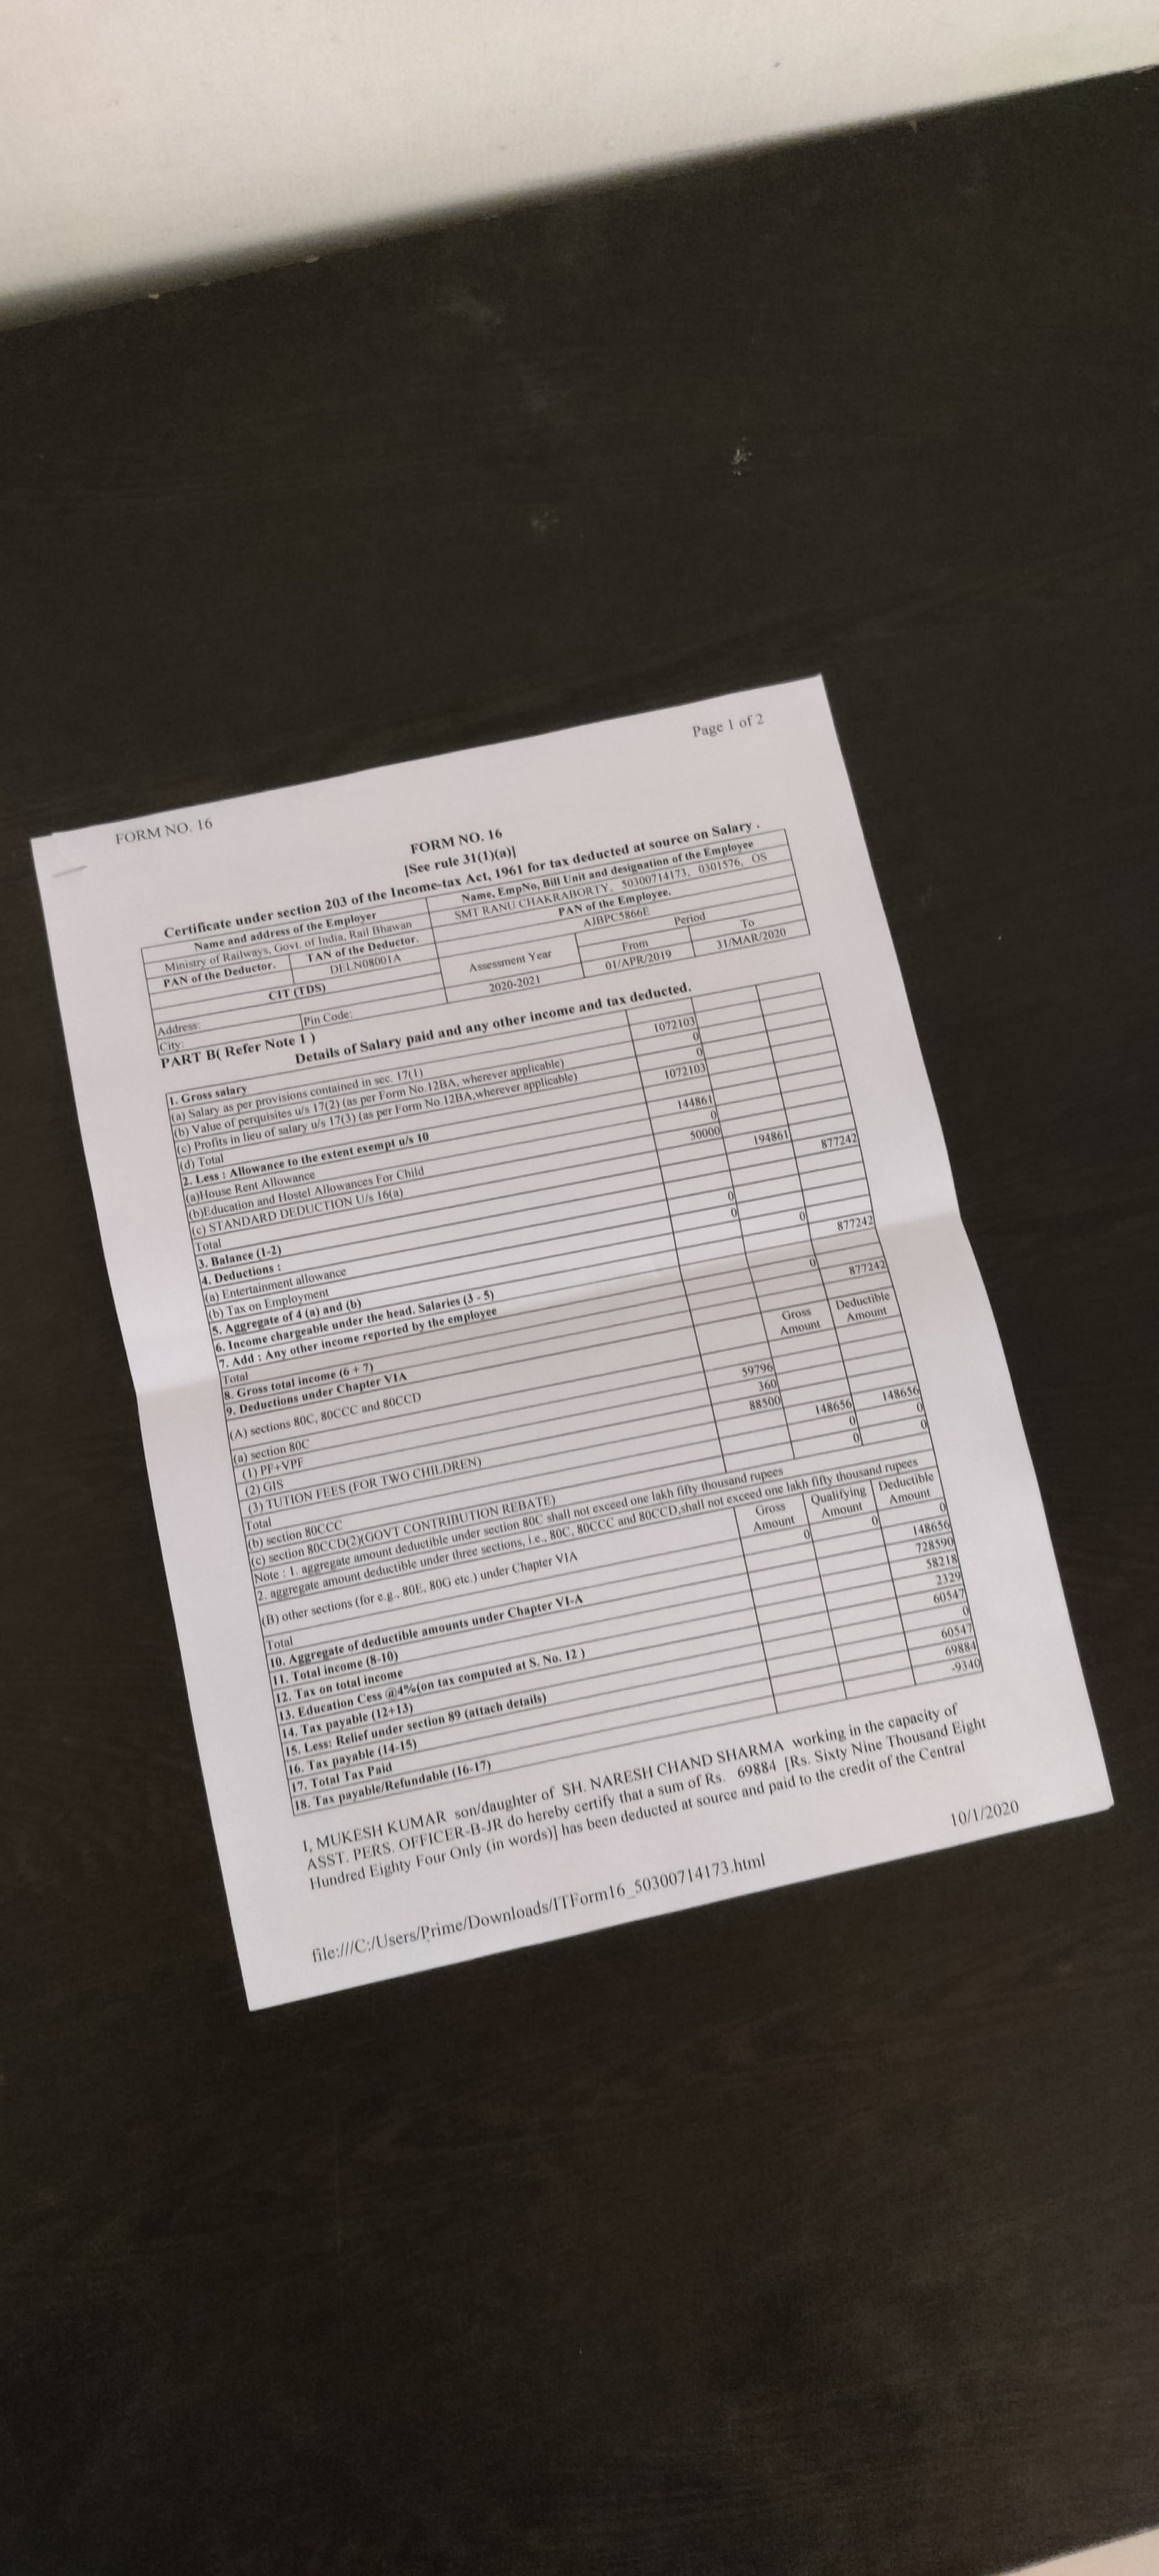 FORM NO. 16
Page 1 of 2
FORM NO. 16
[See rule 31(1)(a)]
Certificate under section 203 of the Income-tax Act, 1961 for tax deducted at source on Salary .
Name and address of the Employer Name, EmpNo, Bill Unit and designation of the Employee
Ministry of Railways, Govt. of India, Rail Bhawan SMT RANU CHAKRABORTY, 50300714173, 0301576, OS
PAN of the Deductor. TAN of the Deductor. PAN of the Employee.
DELN08001A AJBPC5866E
CIT (TDS) Assessment Year Period
From To
Address: 2020-2021 01/APR/2019 31/MAR/2020
City: Pin Code:
PART B( Refer Note 1 )
Details of Salary paid and any other income and tax deducted.
1. Gross salary
(a) Salary as per provisions contained in sec. 17(1) 1072103
(b) Value of perquisites u/s 17(2) (as per Form No.12BA, wherever applicable) 0
(c) Profits in lieu of salary u/s 17(3) (as per Form No.12BA,wherever applicable) 0
(d) Total 1072103
2. Less : Allowance to the extent exempt u/s 10
(a)House Rent Allowance 144861
(b)Education and Hostel Allowances For Child 0
(c) STANDARD DEDUCTION U/s 16(a) 50000
Total 194861
3. Balance (1-2) 877242
4. Deductions :
(a) Entertainment allowance 0
(b) Tax on Employment 0
5. Aggregate of 4 (a) and (b) 0
6. Income chargeable under the head. Salaries (3 - 5) 877242
7. Add : Any other income reported by the employee
Total 0
8. Gross total income (6 + 7) 877242
9. Deductions under Chapter VIA
(A) sections 80C, 80CCC and 80CCD Gross Amount Deductible Amount
(a) section 80C
(1) PF+VPF 59796
(2) GIS 360
(3) TUTION FEES (FOR TWO CHILDREN) 88500
Total 148656 148656
(b) section 80CCC 0 0
(c) section 80CCD(2)(GOVT CONTRIBUTION REBATE) 0 0
Note : 1. aggregate amount deductible under section 80C shall not exceed one lakh fifty thousand rupees
2. aggregate amount deductible under three sections, i.e., 80C, 80CCC and 80CCD,shall not exceed one lakh fifty thousand rupees
(B) other sections (for e.g., 80E, 80G etc.) under Chapter VIA Gross Amount Qualifying Amount Deductible Amount
Total 0 0 0
10. Aggregate of deductible amounts under Chapter VI-A 148656
11. Total income (8-10) 728590
12. Tax on total income 58218
13. Education Cess @4%(on tax computed at S. No. 12 ) 2329
14. Tax payable (12+13) 60547
15. Less: Relief under section 89 (attach details) 0
16. Tax payable (14-15) 60547
17. Total Tax Paid 69884
18. Tax payable/Refundable (16-17) -9340
I, MUKESH KUMAR son/daughter of SH. NARESH CHAND SHARMA working in the capacity of
ASST. PERS. OFFICER-B-JR do hereby certify that a sum of Rs. 69884 [Rs. Sixty Nine Thousand Eight
Hundred Eighty Four Only (in words)] has been deducted at source and paid to the credit of the Central
file:///C:/Users/Prime/Downloads/ITForm16_50300714173.html 10/1/2020